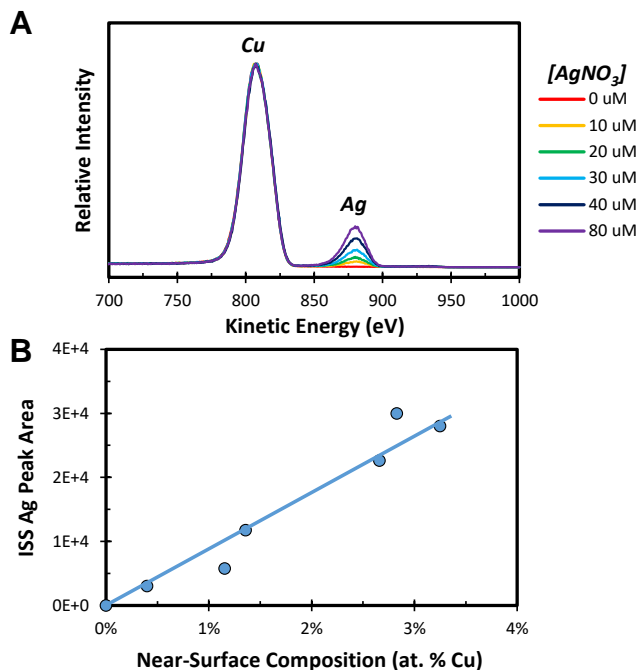 A
Cu
Ag
Relative Intensity
700 750 800 850 900 950 1000
Kinetic Energy (eV)
[AgNO3]
0 uM
10 uM
20 uM
30 uM
40 uM
80 uM
B
4E+4
3E+4
2E+4
1E+4
0E+0
ISS Ag Peak Area
0% 1% 2% 3% 4%
Near-Surface Composition (at. % Cu)